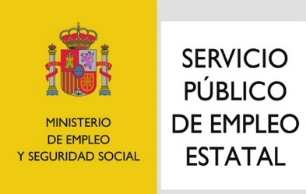 MINISTERIO
DE EMPLEO
Y SEGURIDAD SOCIAL
SERVICIO
PÚBLICO
DE EMPLEO
ESTATAL